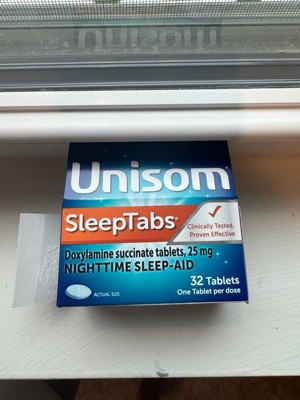 Unisom
SleepTabs®
Clinically Tested.
Proven Effective
Doxylamine succinate tablets, 25 mg
NIGHTTIME SLEEP-AID
32 Tablets
One Tablet per dose
ACTUAL SIZE